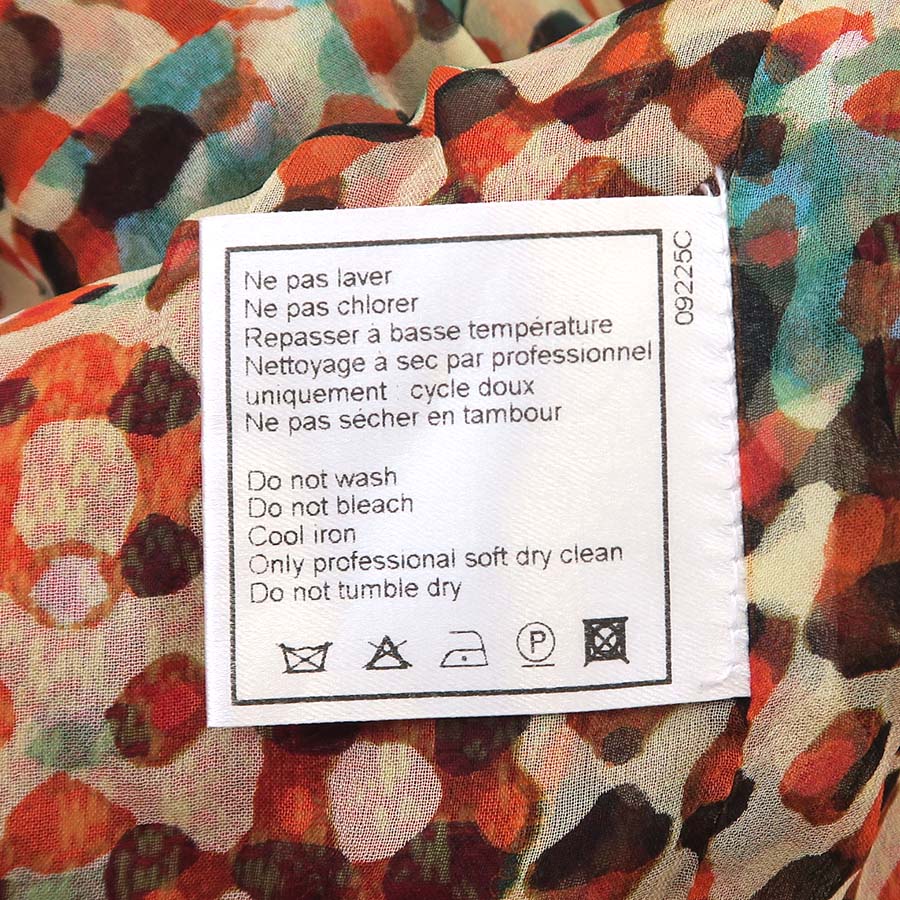 Ne pas laver
Ne pas chlorer
Repasser à basse température
Nettoyage à sec par professionnel
uniquement : cycle doux
Ne pas sécher en tambour
Do not wash
Do not bleach
Cool iron
Only professional soft dry clean
Do not tumble dry
P
09225C